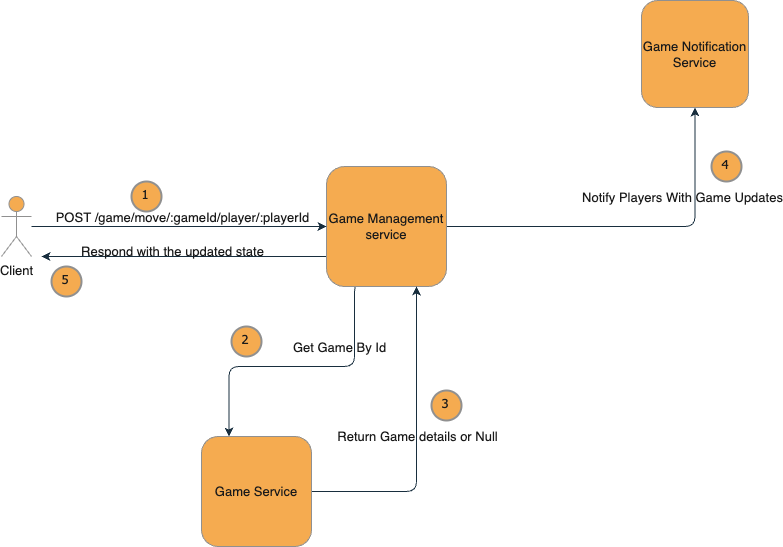 Game Notification
Service
4
Notify Players With Game Updates
1
POST /game/move/:gameId/player/:playerId
Game Management
service
Respond with the updated state
Client
5
2
Get Game By Id
3
Return Game details or Null
Game Service